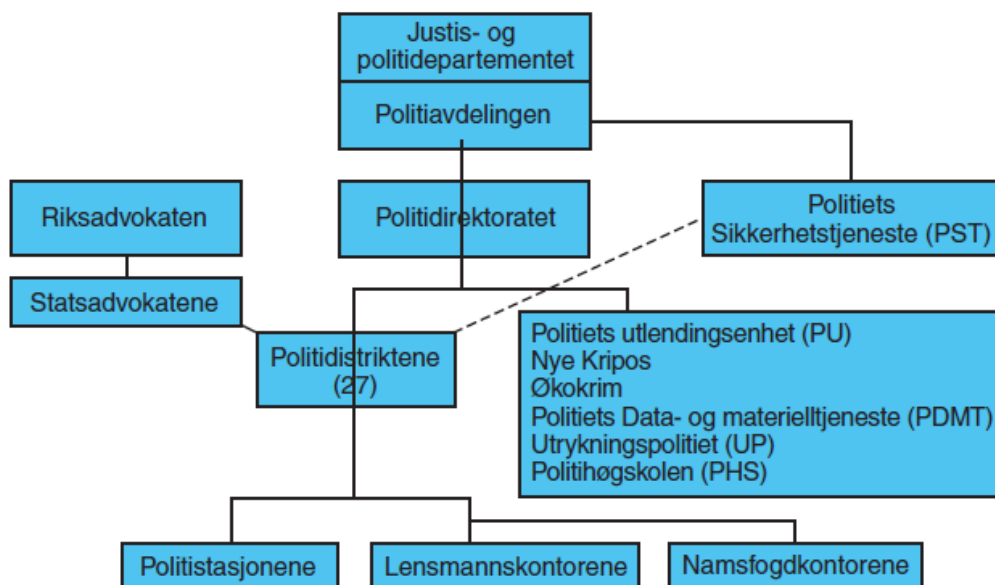 Justis- og
politidepartementet
Politiavdelingen
Riksadvokaten
Politidirektoratet
Politiets
Sikkerhetstjeneste (PST)
Statsadvokatene
Politidistriktene
(27)
Politiets utlendingsenhet (PU)
Nye Kripos
Økokrim
Politiets Data- og materielltjeneste (PDMT)
Utrykningspolitiet (UP)
Politihøgskolen (PHS)
Politistasjonene
Lensmannskontorene
Namsfogdkontorene